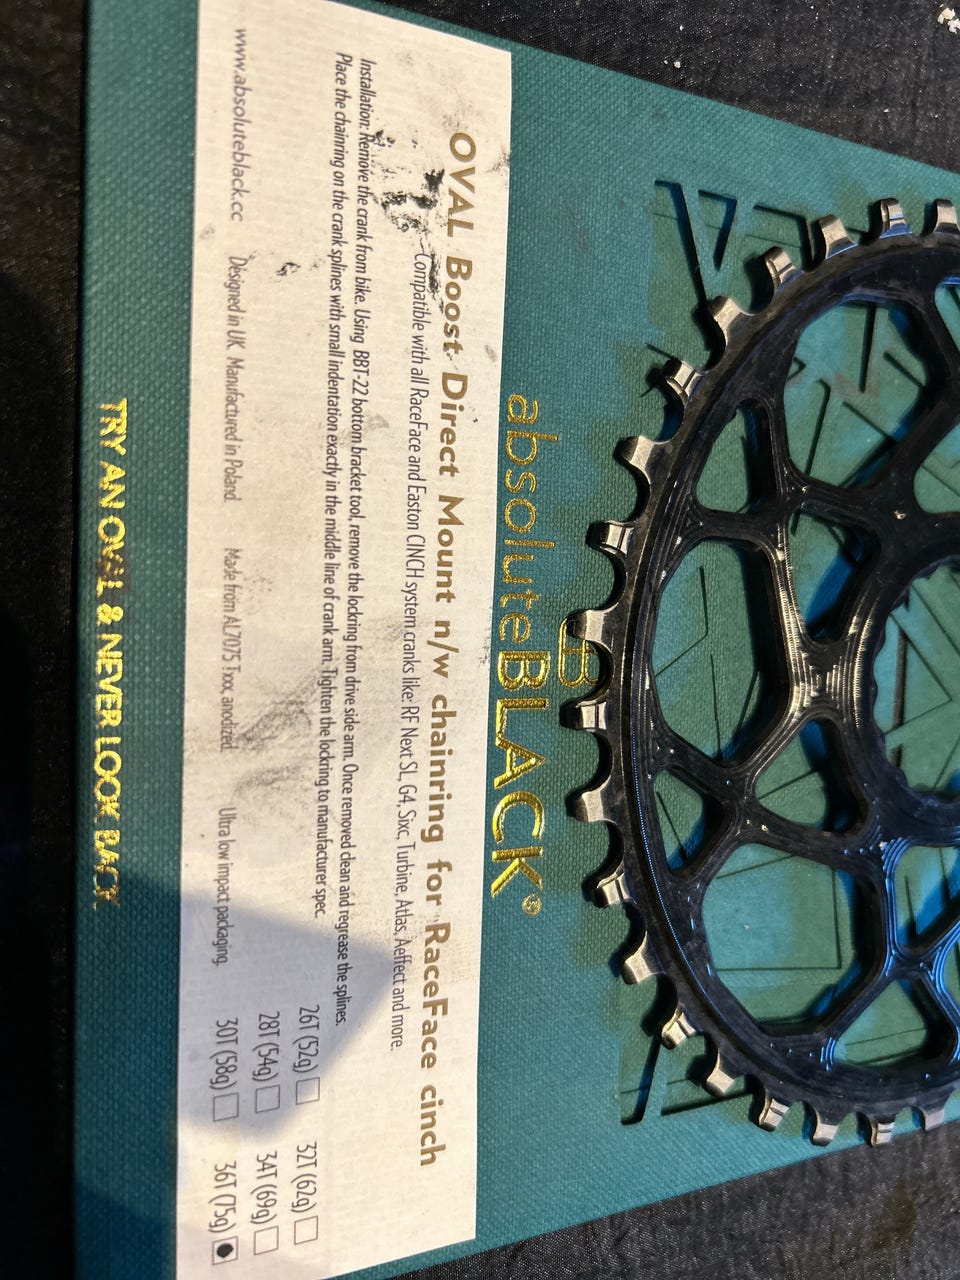 absoluteBLACK®
OVAL Boost Direct Mount n/w chainring for RaceFace cinch
Compatible with all RaceFace and Easton CINCH system cranks like: RF Next SL, G4, Sixc, Turbine, Atlas, Aeffect and more.
Installation: Remove the crank from bike. Using BBT-22 bottom bracket tool, remove the lockring from drive side arm. Once removed clean and regrease the splines.
Place the chainring on the crank splines with small indentation exactly in the middle line of crank arm. Tighten the lockring to manufacturer spec.
26T (52g) 32T (62g)
28T (54g) 34T (69g)
30T (58g) 36T (75g)
www.absoluteblack.cc Designed in UK. Manufactured in Poland. Made from AL7075 Txxx, anodized. Ultra low impact packaging.
TRY AN OVAL & NEVER LOOK BACK.